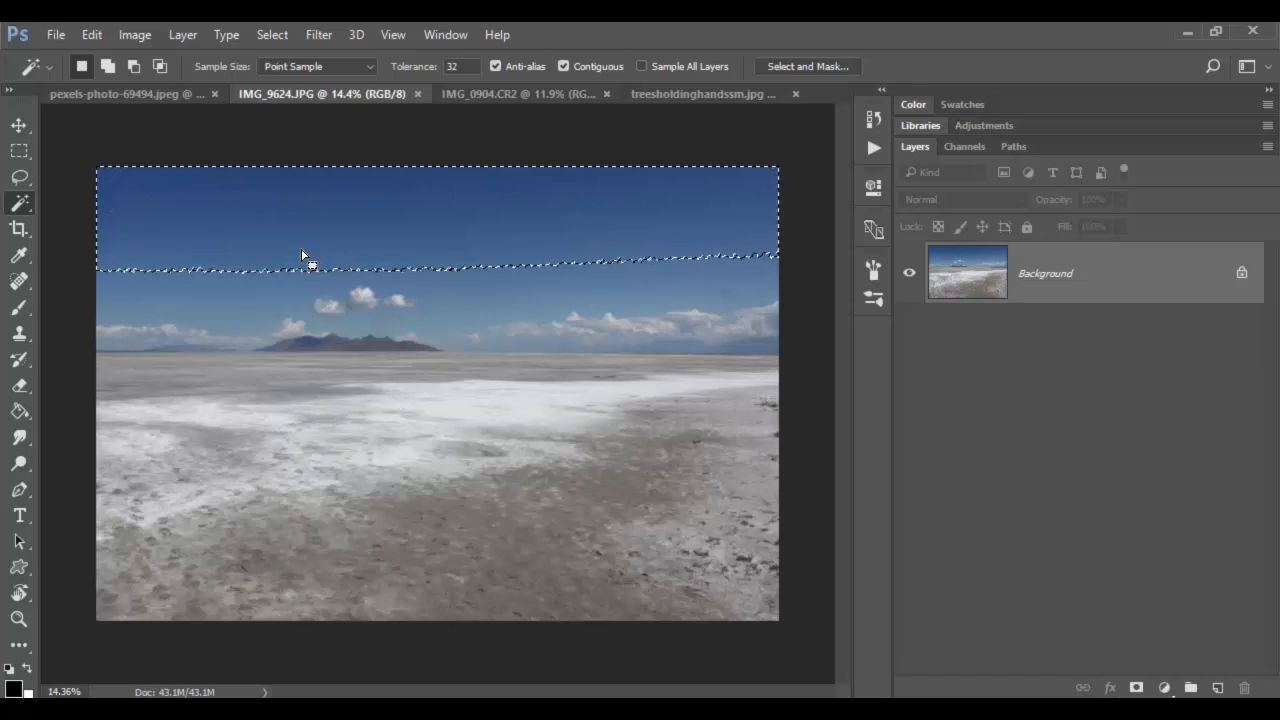 Ps File Edit Image Layer Type Select Filter 3D View Window Help
Sample Size: Point Sample Tolerance: 32 Anti-alias Contiguous Sample All Layers Select and Mask...
pexels-photo-69494.jpeg @ ... × IMG_9624.JPG @ 14.4% (RGB/8) × IMG_0904.CR2 @ 11.9% (RG... × treesholdinghandssm.jpg ... ×
Color Swatches
Libraries Adjustments
Layers Channels Paths
Kind
Normal Opacity: 100%
Lock: Fill: 100%
Background
14.36% Doc: 43.1M/43.1M